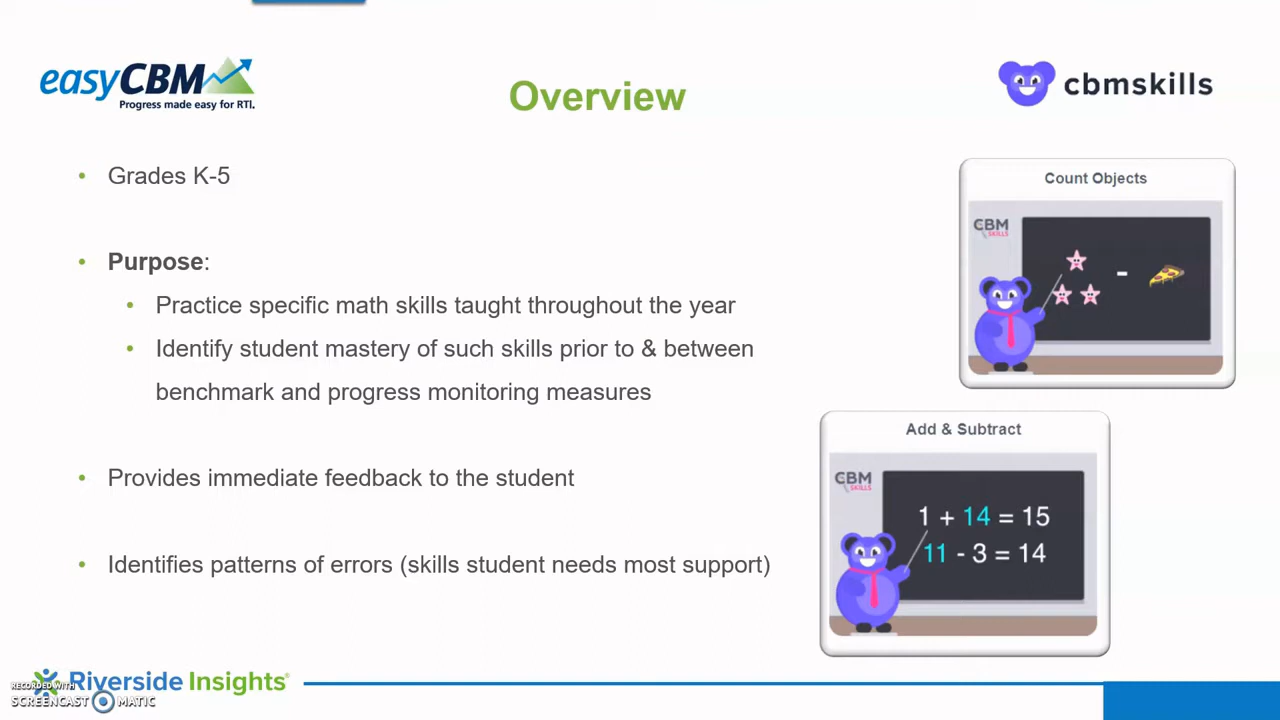 easyCBM
Progress made easy for RTI.
Overview
cbmskills
• Grades K-5
• Purpose:
• Practice specific math skills taught throughout the year
• Identify student mastery of such skills prior to & between
benchmark and progress monitoring measures
• Provides immediate feedback to the student
• Identifies patterns of errors (skills student needs most support)
Count Objects
CBM
SKILLS
-
Add & Subtract
CBM
SKILLS
1 + 14 = 15
11 - 3 = 14
Riverside Insights®
RECORDED WITH
SCREENCAST MATIC